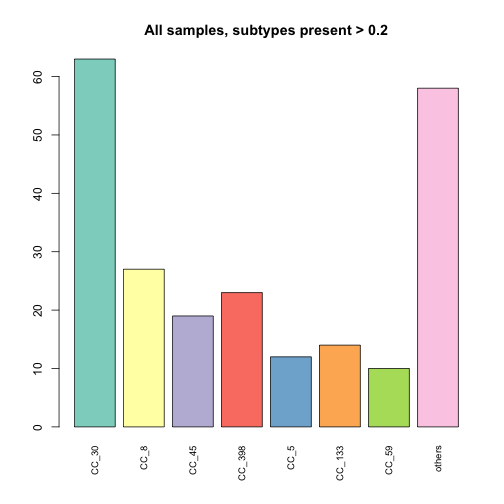 All samples, subtypes present > 0.2
60
50
40
30
20
10
0
CC_30
CC_8
CC_45
CC_398
CC_5
CC_133
CC_59
others